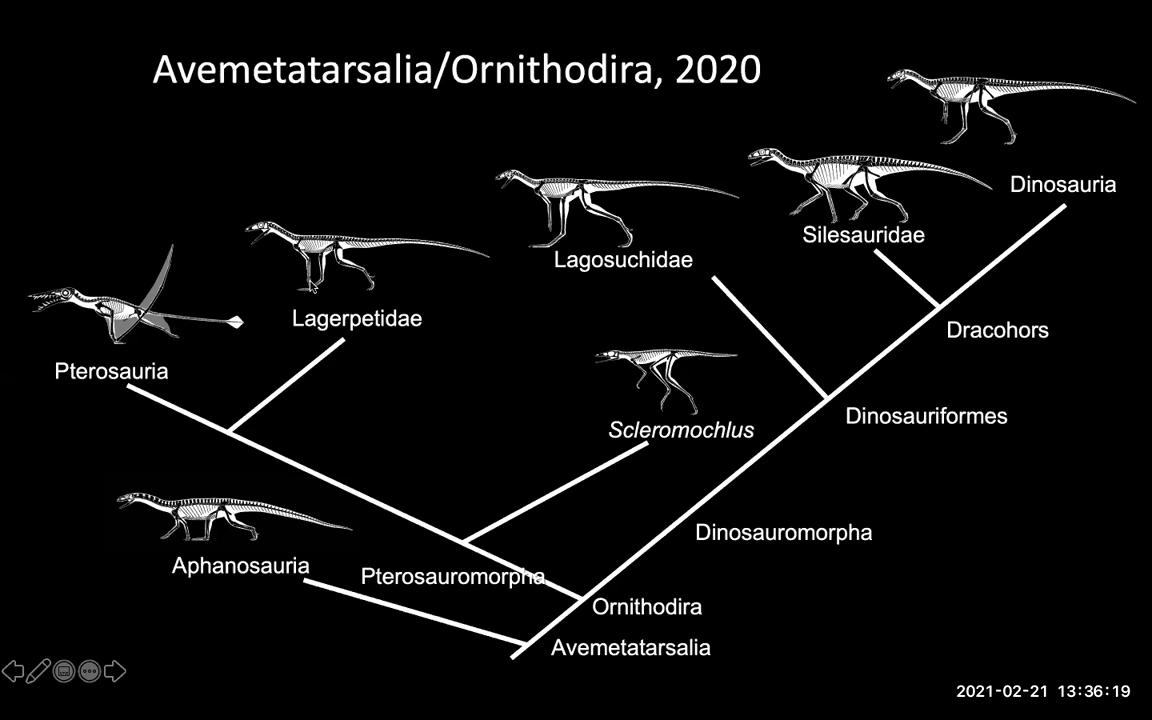 Avemetatarsalia/Ornithodira, 2020
Dinosauria
Silesauridae
Lagosuchidae
Lagerpetidae
Dracohors
Pterosauria
Dinosauriformes
Scleromochlus
Dinosauromorpha
Aphanosauria
Pterosauromorpha
Ornithodira
Avemetatarsalia
2021-02-21 13:36:19